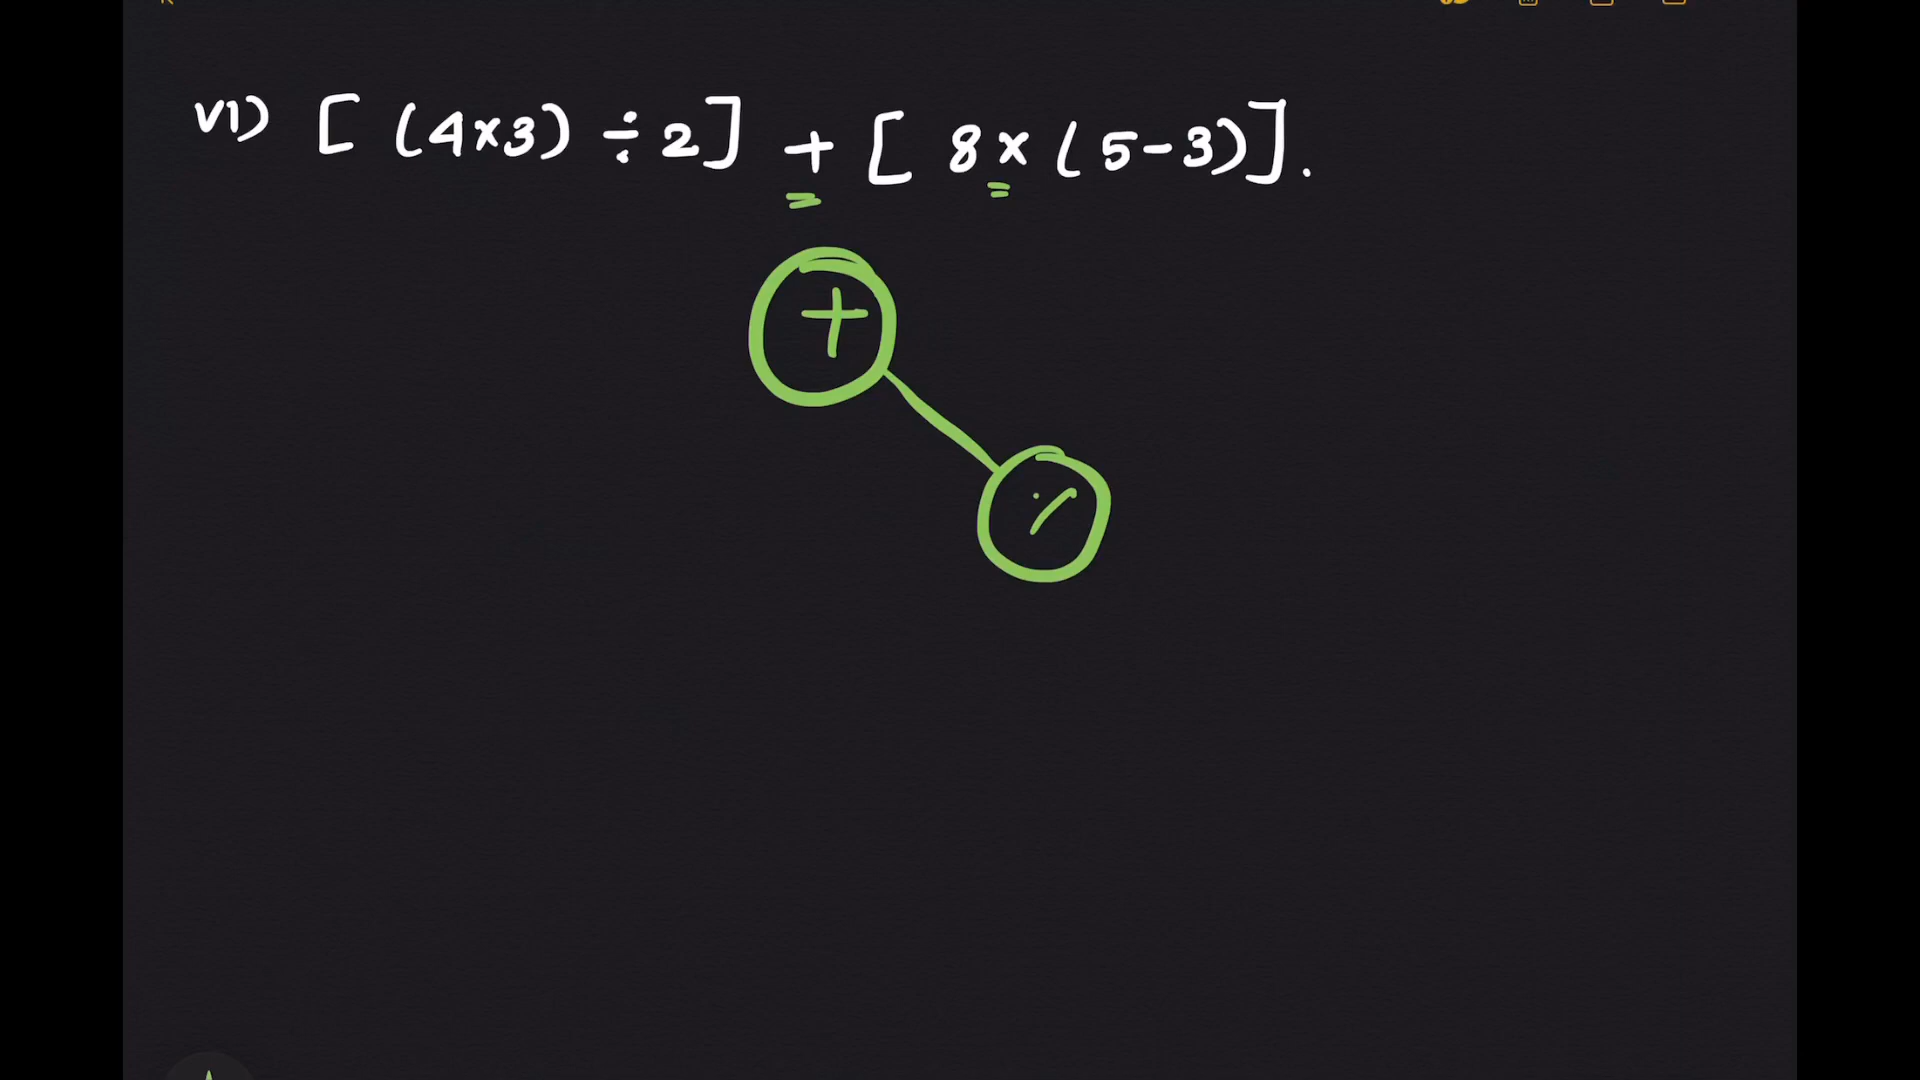 vi) [ (4×3) ÷ 2] + [ 8 × ( 5-3)].
+